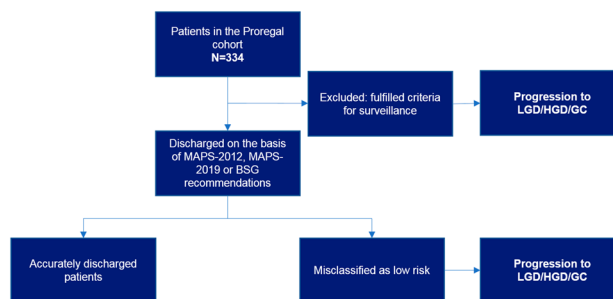 Patients in the Proregal
cohort
N=334
Excluded: fulfilled criteria
for surveillance
Progression to
LGD/HGD/GC
Discharged on the basis
of MAPS-2012, MAPS-
2019 or BSG
recommendations
Accurately discharged
patients
Misclassified as low risk
Progression to
LGD/HGD/GC